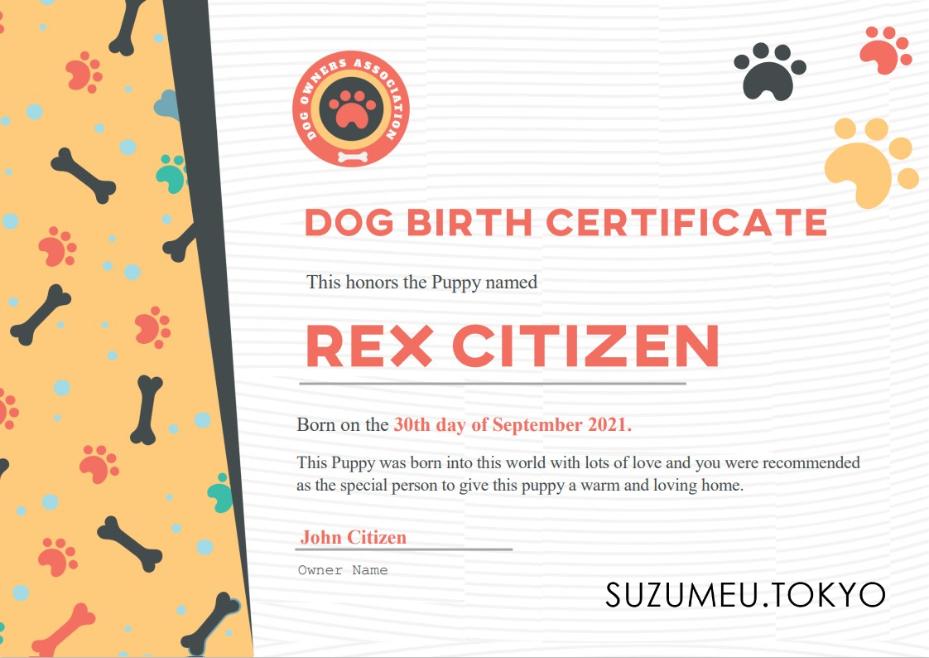 DOG OWNERS ASSOCIATION
DOG BIRTH CERTIFICATE
This honors the Puppy named
REX CITIZEN
Born on the 30th day of September 2021.
This Puppy was born into this world with lots of love and you were recommended
as the special person to give this puppy a warm and loving home.
John Citizen
Owner Name
SUZUMEU.TOKYO